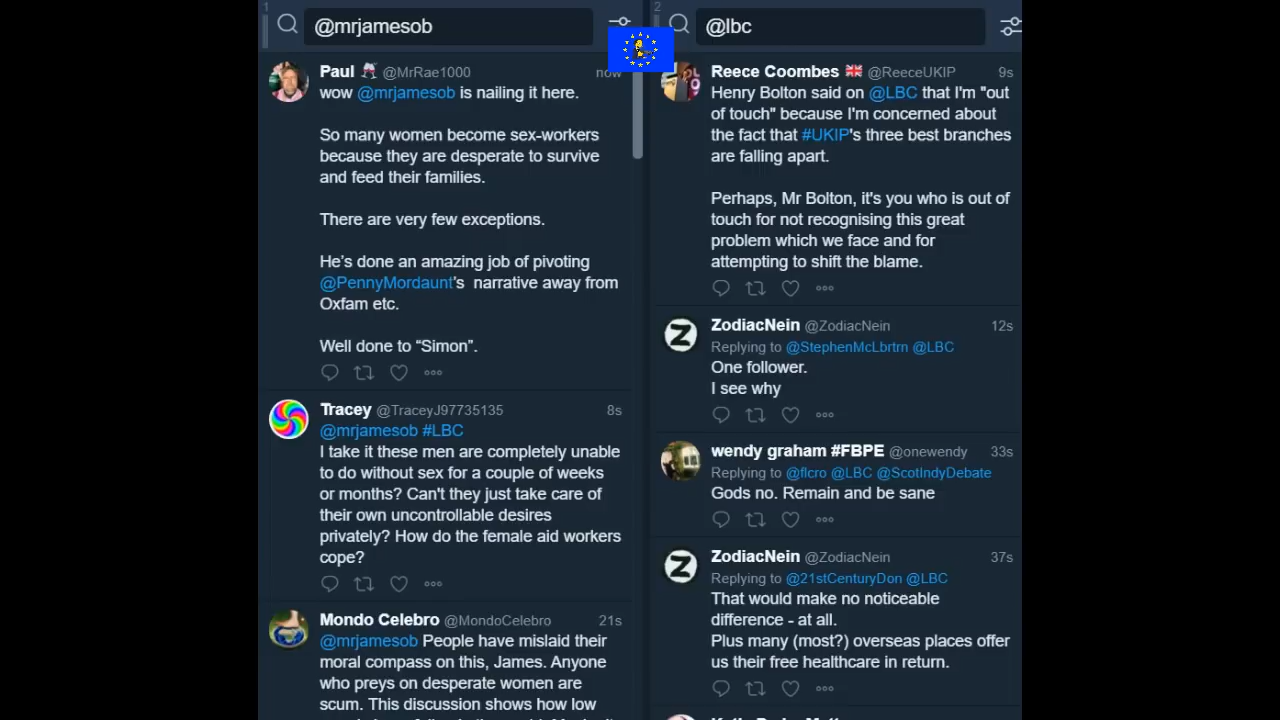 1
@mrjamesob
Paul @MrRae1000 now
wow @mrjamesob is nailing it here.
So many women become sex-workers
because they are desperate to survive
and feed their families.
There are very few exceptions.
He's done an amazing job of pivoting
@PennyMordaunt's narrative away from
Oxfam etc.
Well done to “Simon”.
Tracey @TraceyJ97735135 8s
@mrjamesob #LBC
I take it these men are completely unable
to do without sex for a couple of weeks
or months? Can't they just take care of
their own uncontrollable desires
privately? How do the female aid workers
cope?
Mondo Celebro @MondoCelebro 21s
@mrjamesob People have mislaid their
moral compass on this, James. Anyone
who preys on desperate women are
scum. This discussion shows how low
2
@lbc
Reece Coombes @ReeceUKIP 9s
Henry Bolton said on @LBC that I'm "out
of touch" because I'm concerned about
the fact that #UKIP's three best branches
are falling apart.
Perhaps, Mr Bolton, it's you who is out of
touch for not recognising this great
problem which we face and for
attempting to shift the blame.
ZodiacNein @ZodiacNein 12s
Replying to @StephenMcLbrtrn @LBC
One follower.
I see why
wendy graham #FBPE @onewendy 33s
Replying to @flcro @LBC @ScotIndyDebate
Gods no. Remain and be sane
ZodiacNein @ZodiacNein 37s
Replying to @21stCenturyDon @LBC
That would make no noticeable
difference - at all.
Plus many (most?) overseas places offer
us their free healthcare in return.